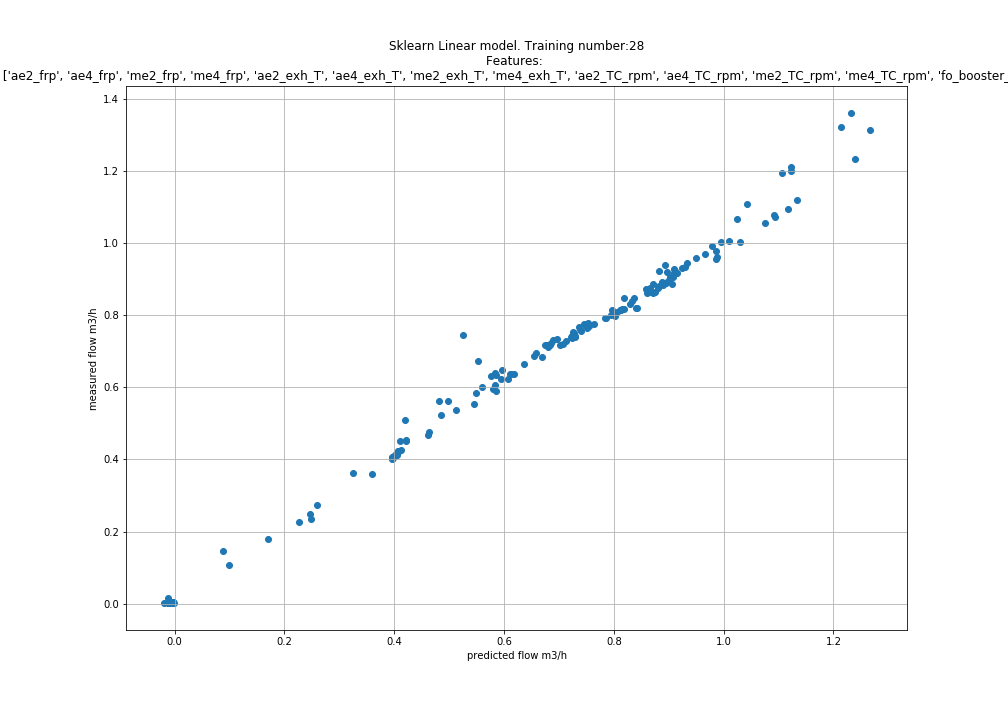 Sklearn Linear model. Training number:28
Features:
['ae2_frp', 'ae4_frp', 'me2_frp', 'me4_frp', 'ae2_exh_T', 'ae4_exh_T', 'me2_exh_T', 'me4_exh_T', 'ae2_TC_rpm', 'ae4_TC_rpm', 'me2_TC_rpm', 'me4_TC_rpm', 'fo_booster_
1.4
1.2
1.0
0.8
0.6
0.4
0.2
0.0
measured flow m3/h
0.0 0.2 0.4 0.6 0.8 1.0 1.2
predicted flow m3/h